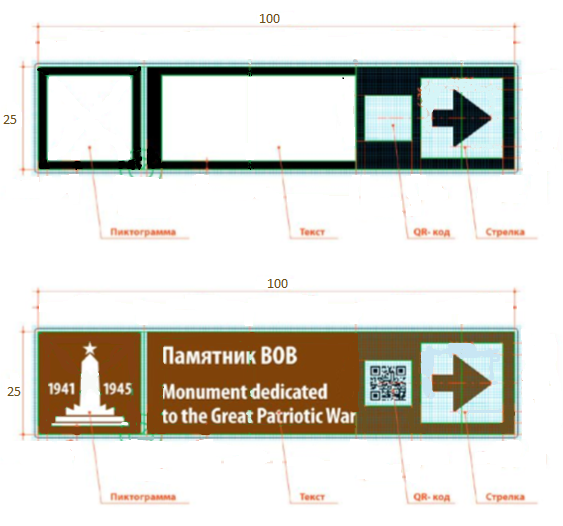 100
25
Пиктограмма
Текст
QR- код
Стрелка
100
25
1941
1945
Памятник ВОВ
Monument dedicated
to the Great Patriotic War
Пиктограмма
Текст
QR- код
Стрелка